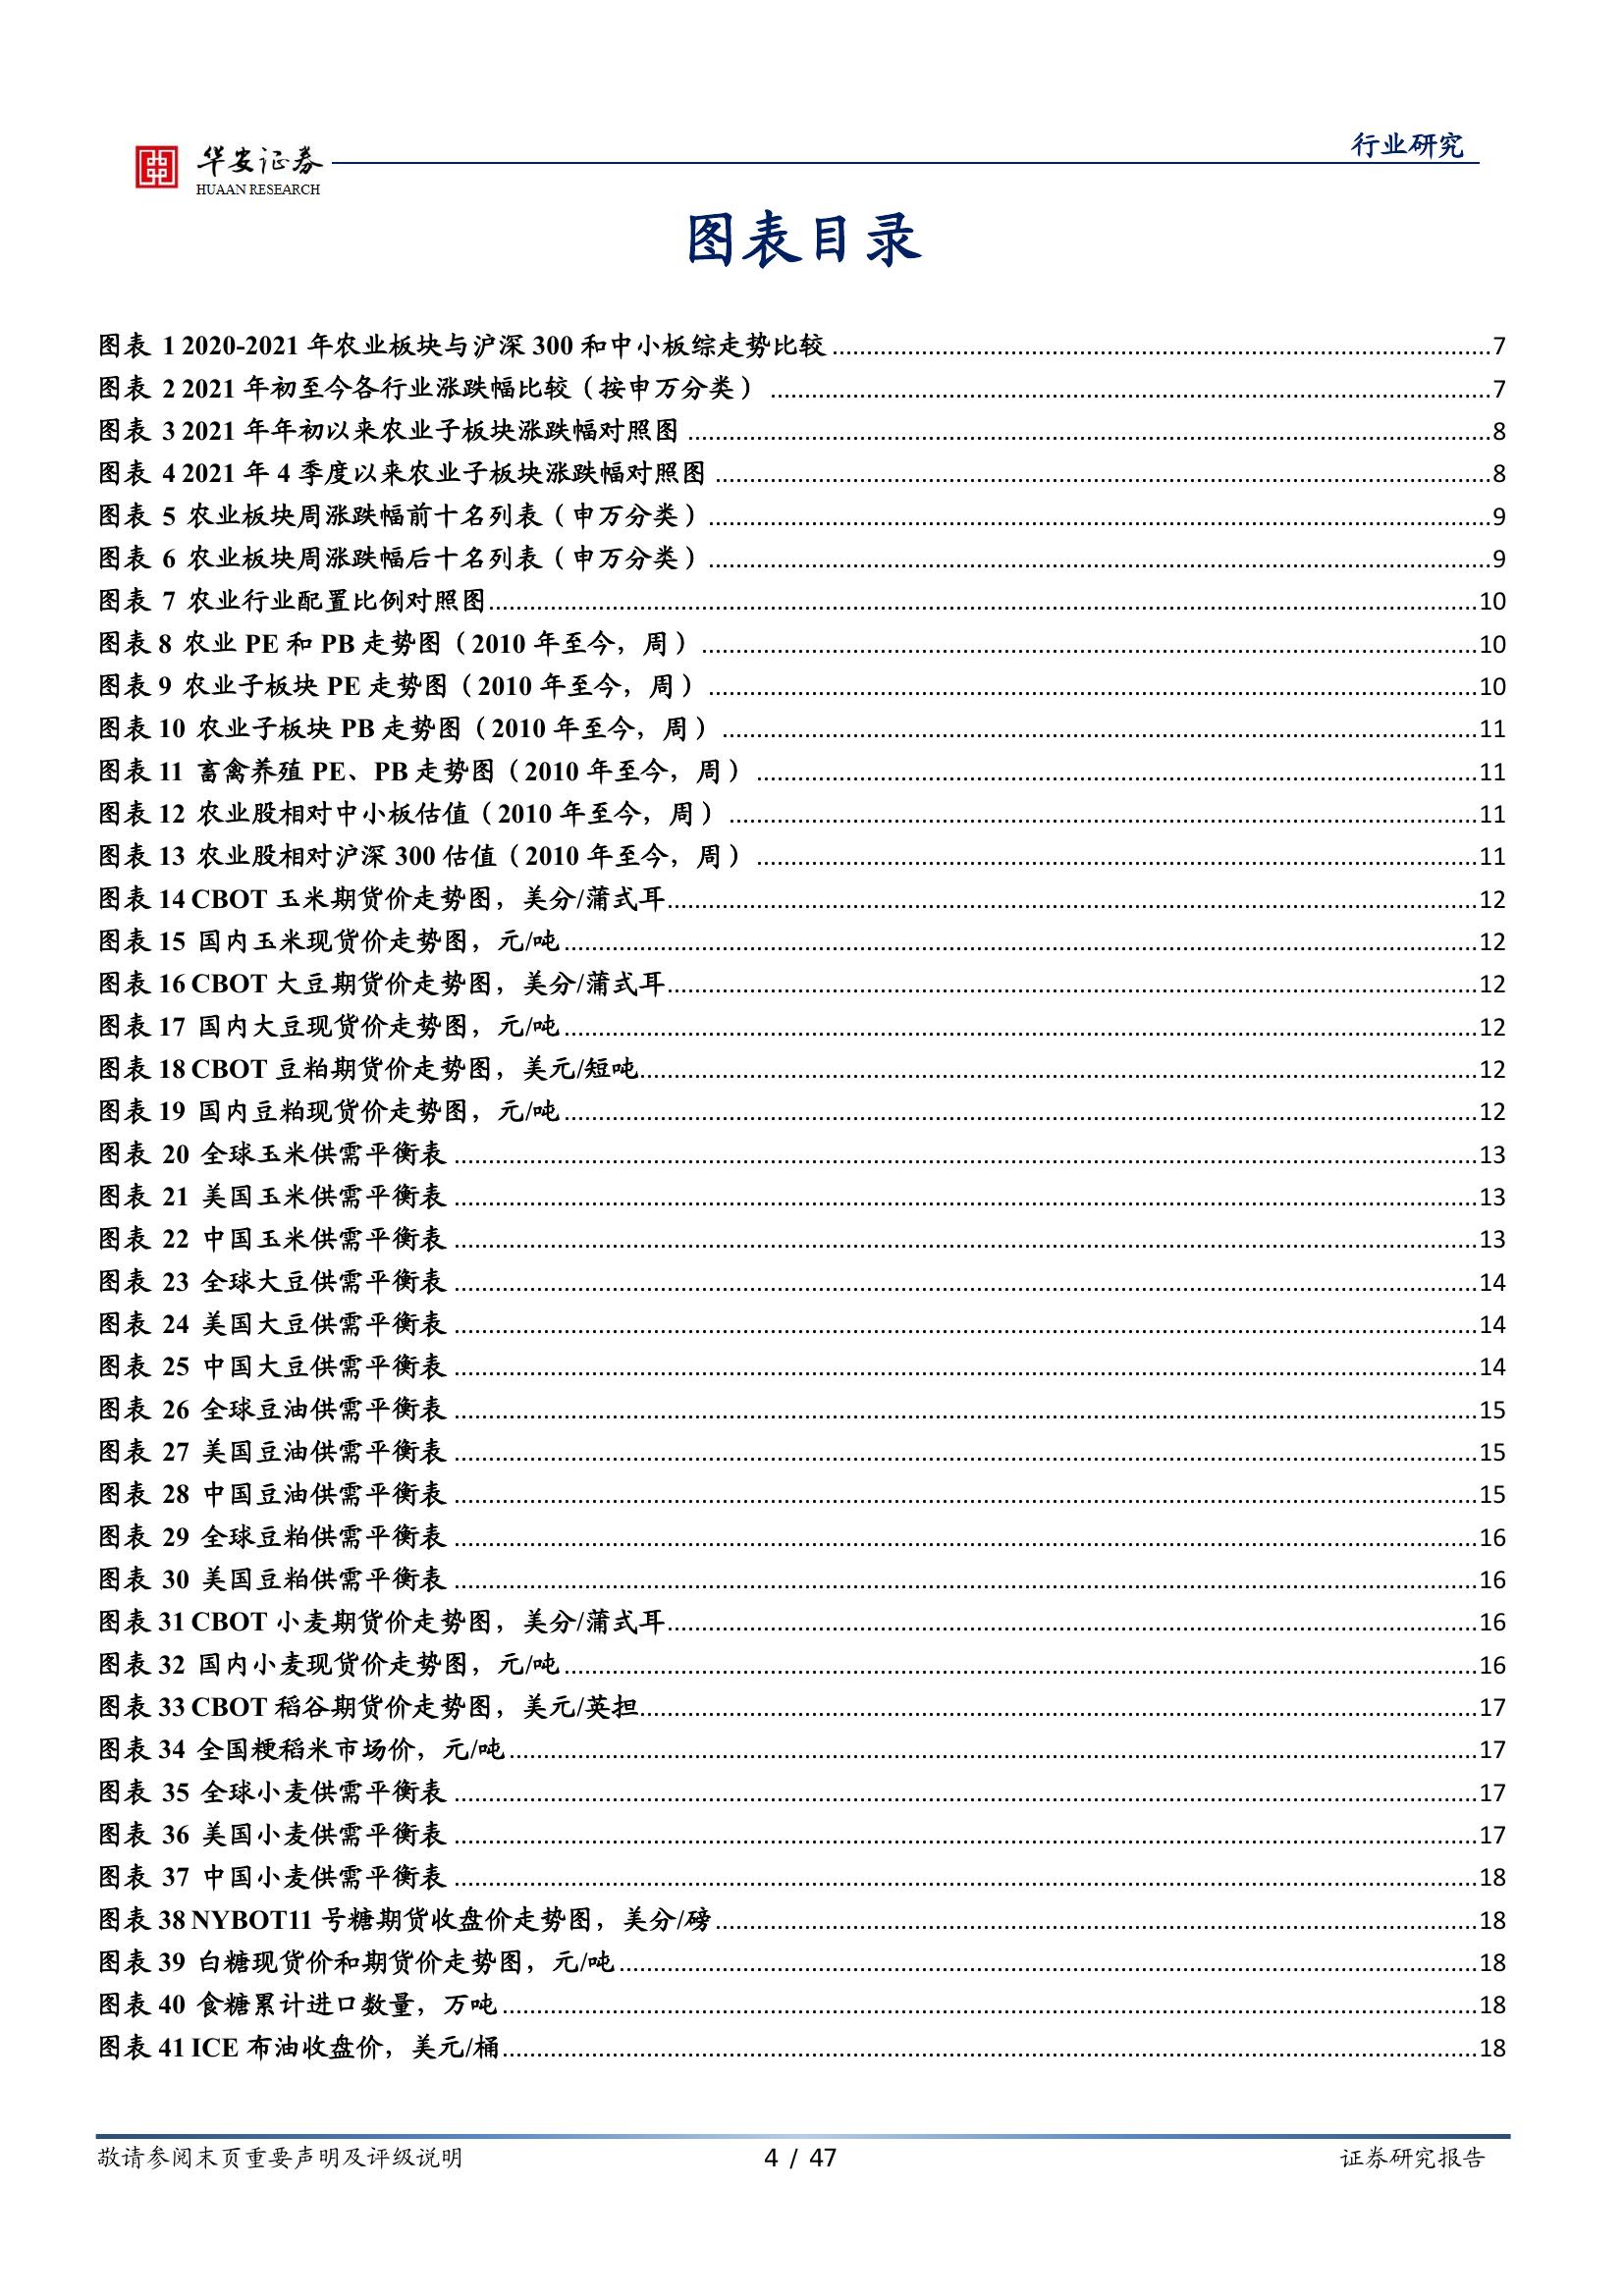 行业研究
华安证券
HUAAN RESEARCH
图表目录
图表 1 2020-2021 年农业板块与沪深 300 和中小板综走势比较 ........ 7
图表 2 2021 年初至今各行业涨跌幅比较（按申万分类） ........ 7
图表 3 2021 年年初以来农业子板块涨跌幅对照图 ........ 8
图表 4 2021 年 4 季度以来农业子板块涨跌幅对照图 ........ 8
图表 5 农业板块周涨跌幅前十名列表（申万分类） ........ 9
图表 6 农业板块周涨跌幅后十名列表（申万分类） ........ 9
图表 7 农业行业配置比例对照图 ........ 10
图表 8 农业 PE 和 PB 走势图（2010 年至今，周） ........ 10
图表 9 农业子板块 PE 走势图（2010 年至今，周） ........ 10
图表 10 农业子板块 PB 走势图（2010 年至今，周） ........ 11
图表 11 畜禽养殖 PE、PB 走势图（2010 年至今，周） ........ 11
图表 12 农业股相对中小板估值（2010 年至今，周） ........ 11
图表 13 农业股相对沪深 300 估值（2010 年至今，周） ........ 11
图表 14 CBOT 玉米期货价走势图，美分/蒲式耳 ........ 12
图表 15 国内玉米现货价走势图，元/吨 ........ 12
图表 16 CBOT 大豆期货价走势图，美分/蒲式耳 ........ 12
图表 17 国内大豆现货价走势图，元/吨 ........ 12
图表 18 CBOT 豆粕期货价走势图，美元/短吨 ........ 12
图表 19 国内豆粕现货价走势图，元/吨 ........ 12
图表 20 全球玉米供需平衡表 ........ 13
图表 21 美国玉米供需平衡表 ........ 13
图表 22 中国玉米供需平衡表 ........ 13
图表 23 全球大豆供需平衡表 ........ 14
图表 24 美国大豆供需平衡表 ........ 14
图表 25 中国大豆供需平衡表 ........ 14
图表 26 全球豆油供需平衡表 ........ 15
图表 27 美国豆油供需平衡表 ........ 15
图表 28 中国豆油供需平衡表 ........ 15
图表 29 全球豆粕供需平衡表 ........ 16
图表 30 美国豆粕供需平衡表 ........ 16
图表 31 CBOT 小麦期货价走势图，美分/蒲式耳 ........ 16
图表 32 国内小麦现货价走势图，元/吨 ........ 16
图表 33 CBOT 稻谷期货价走势图，美元/英担 ........ 17
图表 34 全国粳稻米市场价，元/吨 ........ 17
图表 35 全球小麦供需平衡表 ........ 17
图表 36 美国小麦供需平衡表 ........ 17
图表 37 中国小麦供需平衡表 ........ 18
图表 38 NYBOT11 号糖期货收盘价走势图，美分/磅 ........ 18
图表 39 白糖现货价和期货价走势图，元/吨 ........ 18
图表 40 食糖累计进口数量，万吨 ........ 18
图表 41 ICE 布油收盘价，美元/桶 ........ 18
敬请参阅末页重要声明及评级说明
4 / 47
证券研究报告